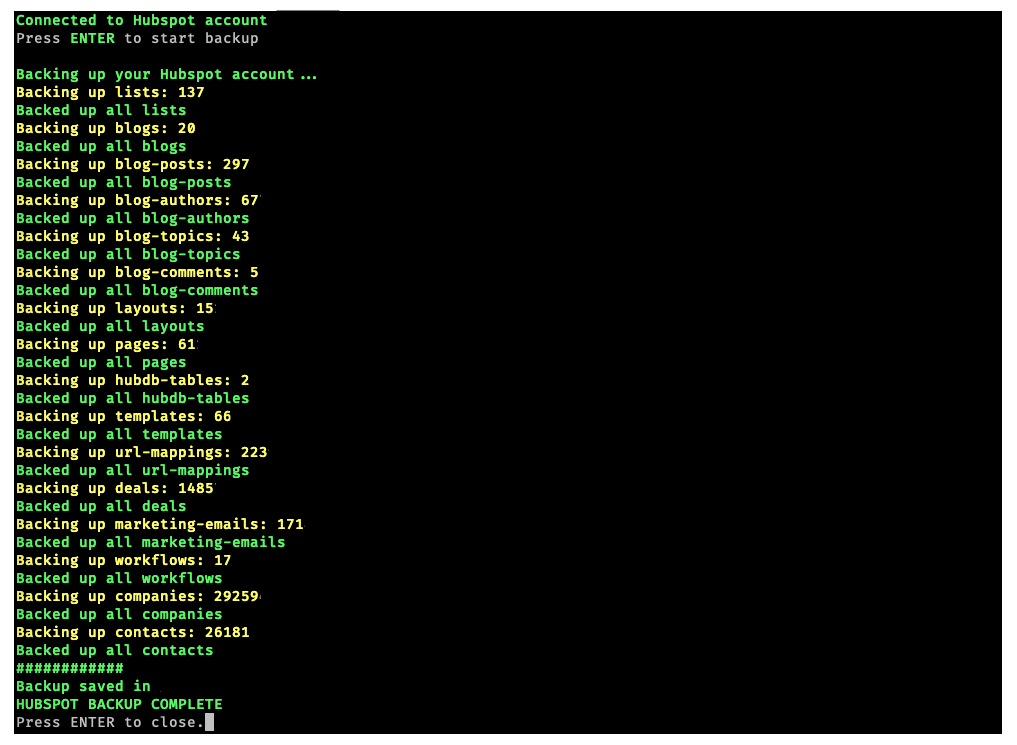 Connected to Hubspot account
Press ENTER to start backup
Backing up your Hubspot account...
Backing up lists: 137
Backed up all lists
Backing up blogs: 20
Backed up all blogs
Backing up blog-posts: 297
Backed up all blog-posts
Backing up blog-authors: 67
Backed up all blog-authors
Backing up blog-topics: 43
Backed up all blog-topics
Backing up blog-comments: 5
Backed up all blog-comments
Backing up layouts: 15
Backed up all layouts
Backing up pages: 61
Backed up all pages
Backing up hubdb-tables: 2
Backed up all hubdb-tables
Backing up templates: 66
Backed up all templates
Backing up url-mappings: 223
Backed up all url-mappings
Backing up deals: 1485
Backed up all deals
Backing up marketing-emails: 171
Backed up all marketing-emails
Backing up workflows: 17
Backed up all workflows
Backing up companies: 29259
Backed up all companies
Backing up contacts: 26181
Backed up all contacts
############
Backup saved in
HUBSPOT BACKUP COMPLETE
Press ENTER to close.